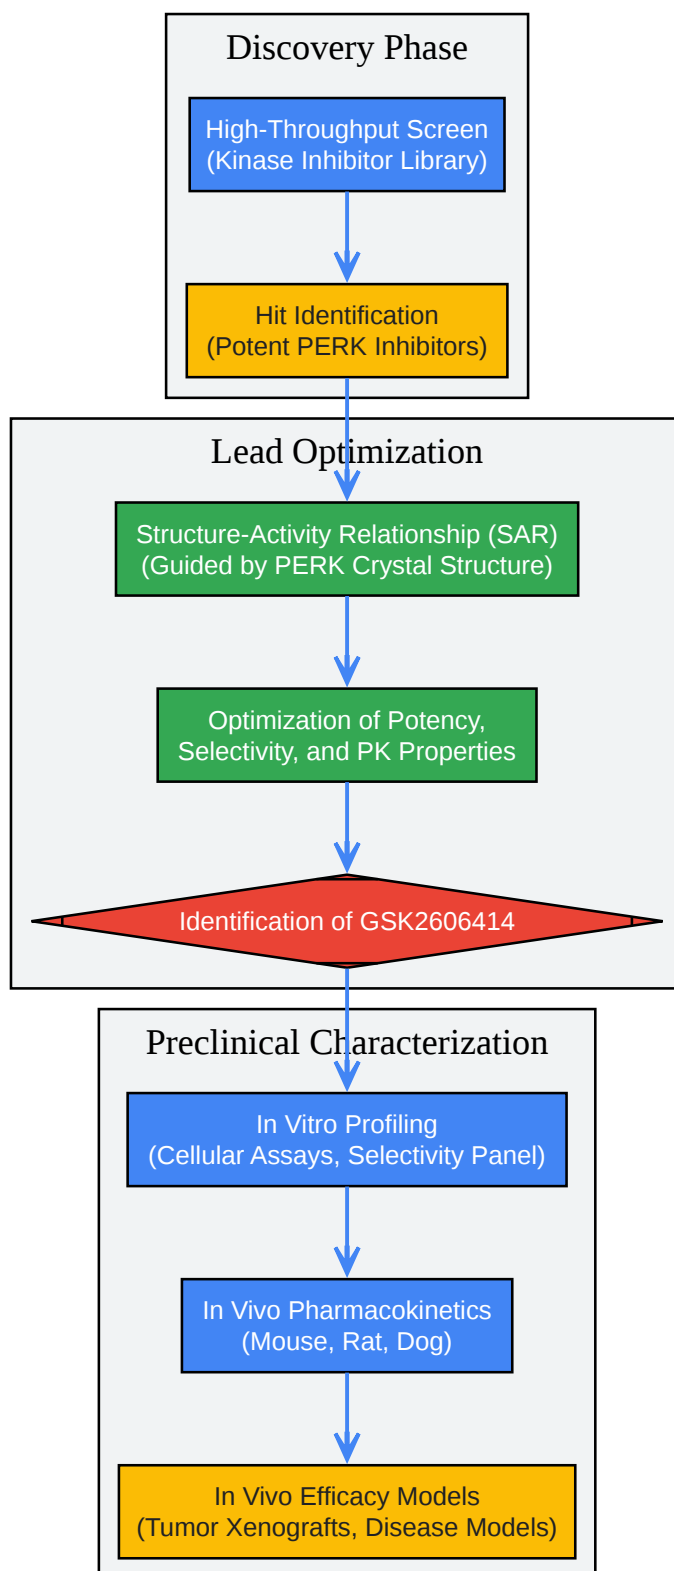 Discovery Phase
High-Throughput Screen
(Kinase Inhibitor Library)
Hit Identification
(Potent PERK Inhibitors)
Lead Optimization
Structure-Activity Relationship (SAR)
(Guided by PERK Crystal Structure)
Optimization of Potency,
Selectivity, and PK Properties
Identification of GSK2606414
Preclinical Characterization
In Vitro Profiling
(Cellular Assays, Selectivity Panel)
In Vivo Pharmacokinetics
(Mouse, Rat, Dog)
In Vivo Efficacy Models
(Tumor Xenografts, Disease Models)